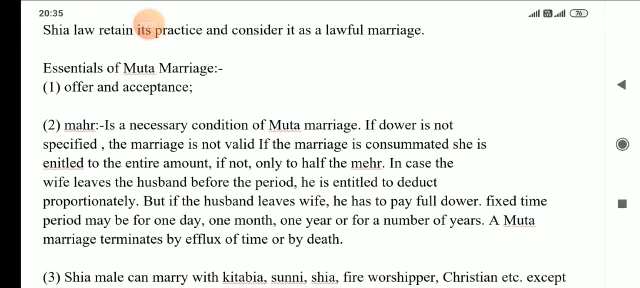 20:35
76
Shia law retain its practice and consider it as a lawful marriage.
Essentials of Muta Marriage:-
(1) offer and acceptance;
(2) mahr:-Is a necessary condition of Muta marriage. If dower is not
specified , the marriage is not valid If the marriage is consummated she is
enitled to the entire amount, if not, only to half the mehr. In case the
wife leaves the husband before the period, he is entitled to deduct
proportionately. But if the husband leaves wife, he has to pay full dower. fixed time
period may be for one day, one month, one year or for a number of years. A Muta
marriage terminates by efflux of time or by death.
(3) Shia male can marry with kitabia, sunni, shia, fire worshipper, Christian etc. except